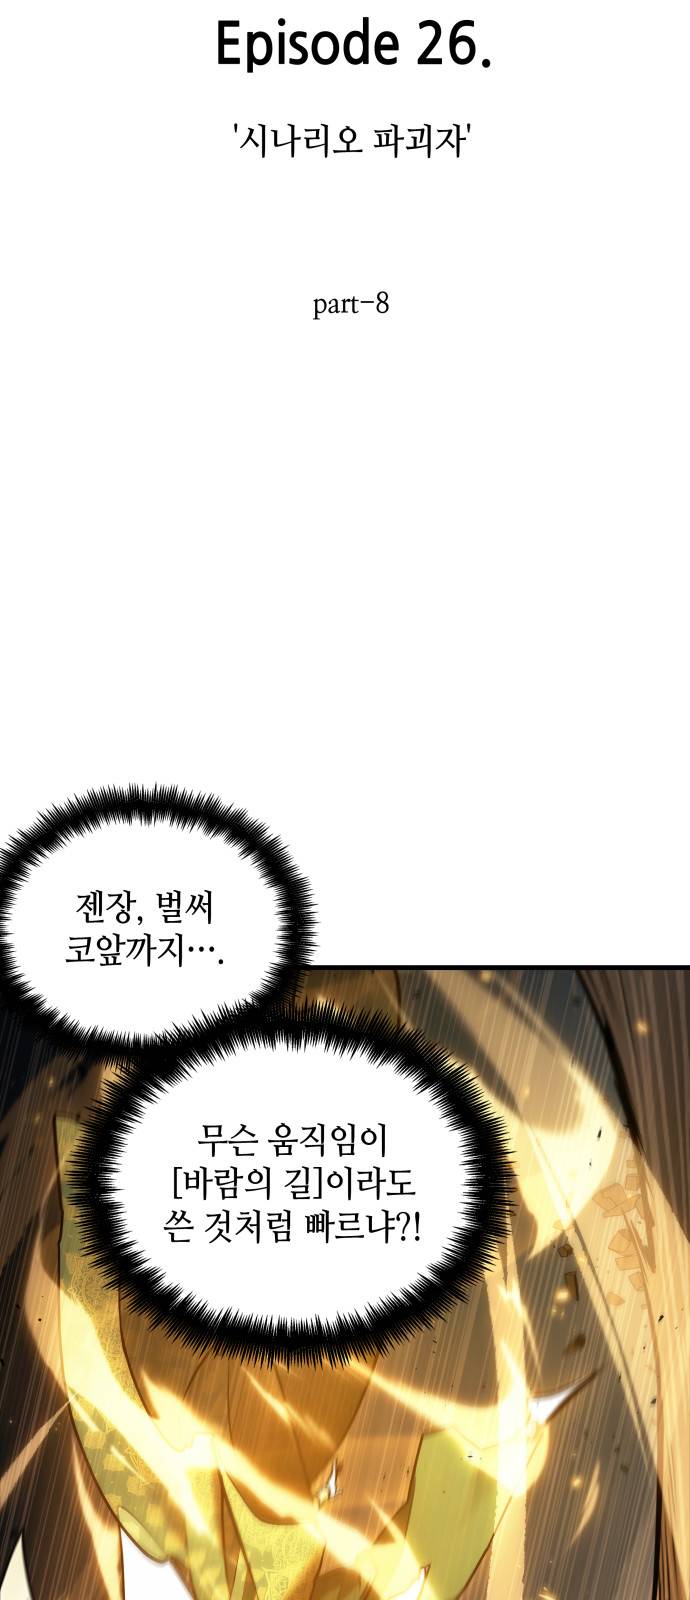 Episode 26.
'시나리오 파괴자'
part-8
젠장, 벌써
코앞까지….
무슨 움직임이
[바람의 길]이라도
쓴 것처럼 빠르냐?!